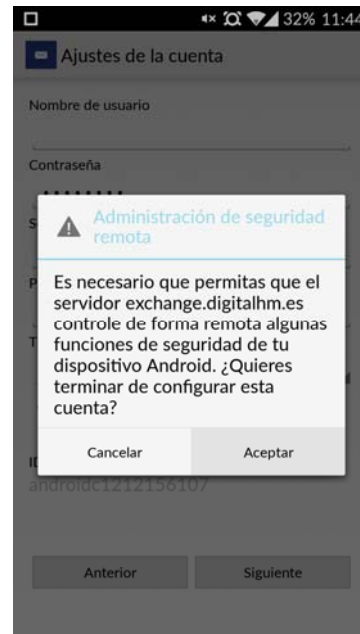 32% 11:44
Ajustes de la cuenta
Nombre de usuario
Contraseña
Administración de seguridad
remota
Es necesario que permitas que el
servidor exchange.digitalhm.es
controle de forma remota algunas
funciones de seguridad de tu
dispositivo Android. ¿Quieres
terminar de configurar esta
cuenta?
Cancelar Aceptar
androidc1212156107
Anterior Siguiente